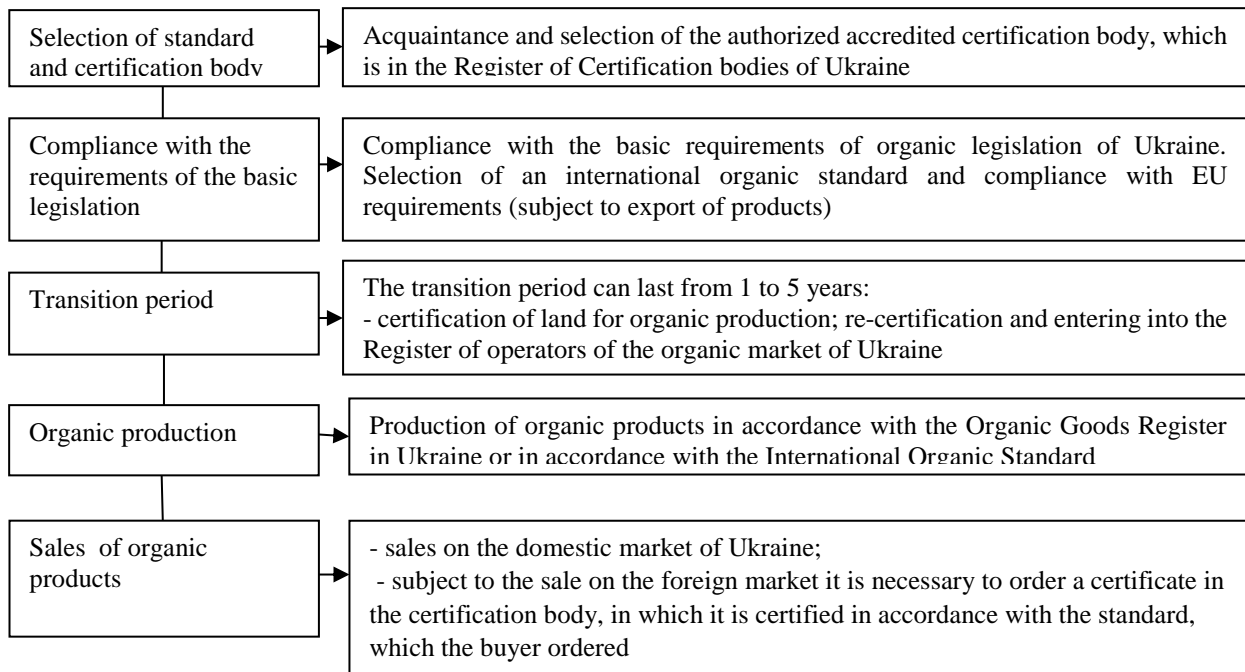 Selection of standard
and certification body
Acquaintance and selection of the authorized accredited certification body, which
is in the Register of Certification bodies of Ukraine
Compliance with the
requirements of the basic
legislation
Compliance with the basic requirements of organic legislation of Ukraine.
Selection of an international organic standard and compliance with EU
requirements (subject to export of products)
Transition period
The transition period can last from 1 to 5 years:
- certification of land for organic production; re-certification and entering into the
Register of operators of the organic market of Ukraine
Organic production
Production of organic products in accordance with the Organic Goods Register
in Ukraine or in accordance with the International Organic Standard
Sales of organic
products
- sales on the domestic market of Ukraine;
- subject to the sale on the foreign market it is necessary to order a certificate in
the certification body, in which it is certified in accordance with the standard,
which the buyer ordered